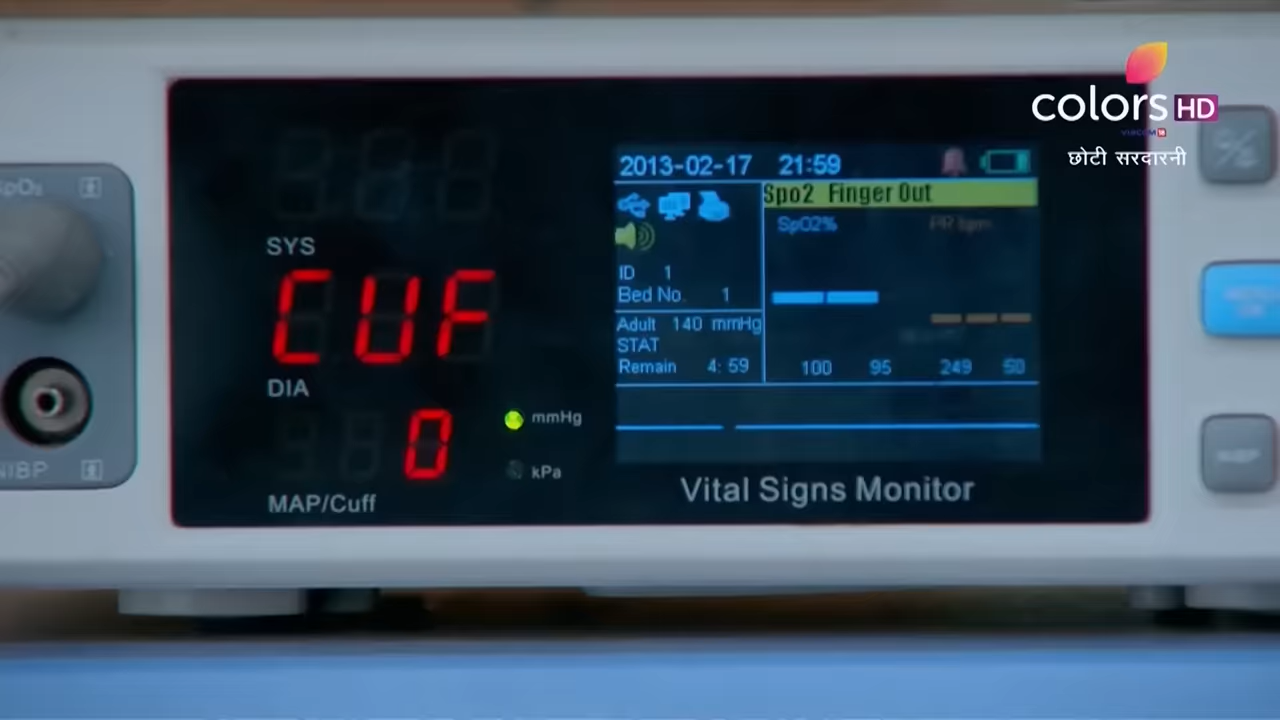 colors HD
VIACOM 18
छोटी सरदारनी
SpO₂
2013-02-17 21:59
Spo2 Finger Out
SpO2%
PR bpm
SYS
CUF
ID 1
Bed No. 1
Adult 140 mmHg
STAT
Remain 4:59
100 95 249 50
DIA
0
mmHg
kPa
NIBP
MAP/Cuff
Vital Signs Monitor